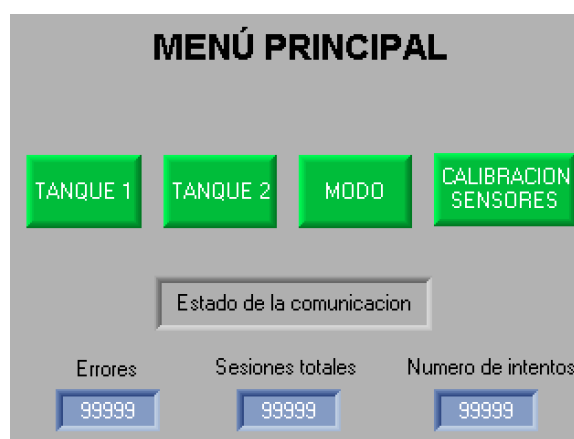 MENÚ PRINCIPAL
TANQUE 1
TANQUE 2
MODO
CALIBRACION
SENSORES
Estado de la comunicacion
Errores
Sesiones totales
Numero de intentos
99999
99999
99999